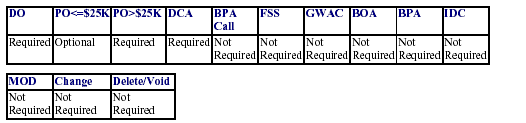 DO PO<=$25K PO>$25K DCA BPA Call FSS GWAC BOA BPA IDC
Required Optional Required Required Not Required Not Required Not Required Not Required Not Required Not Required
MOD Change Delete/Void
Not Required Not Required Not Required